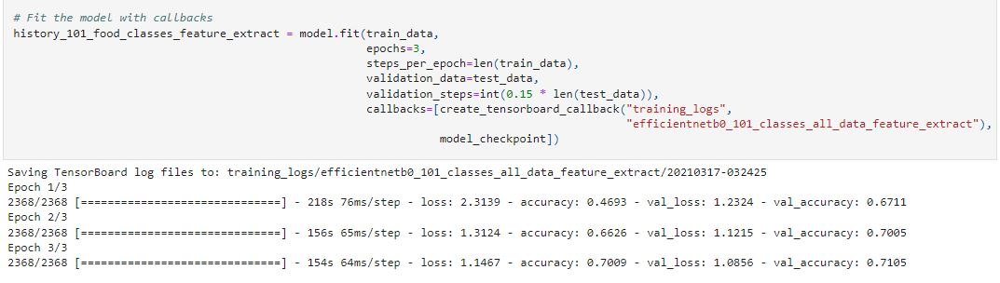 # Fit the model with callbacks
history_101_food_classes_feature_extract = model.fit(train_data,
epochs=3,
steps_per_epoch=len(train_data),
validation_data=test_data,
validation_steps=int(0.15 * len(test_data)),
callbacks=[create_tensorboard_callback("training_logs",
"efficientnetb0_101_classes_all_data_feature_extract"),
model_checkpoint])
Saving TensorBoard log files to: training_logs/efficientnetb0_101_classes_all_data_feature_extract/20210317-032425
Epoch 1/3
2368/2368 [==============================] - 218s 76ms/step - loss: 2.3139 - accuracy: 0.4693 - val_loss: 1.2324 - val_accuracy: 0.6711
Epoch 2/3
2368/2368 [==============================] - 156s 65ms/step - loss: 1.3124 - accuracy: 0.6626 - val_loss: 1.1215 - val_accuracy: 0.7005
Epoch 3/3
2368/2368 [==============================] - 154s 64ms/step - loss: 1.1467 - accuracy: 0.7009 - val_loss: 1.0856 - val_accuracy: 0.7105